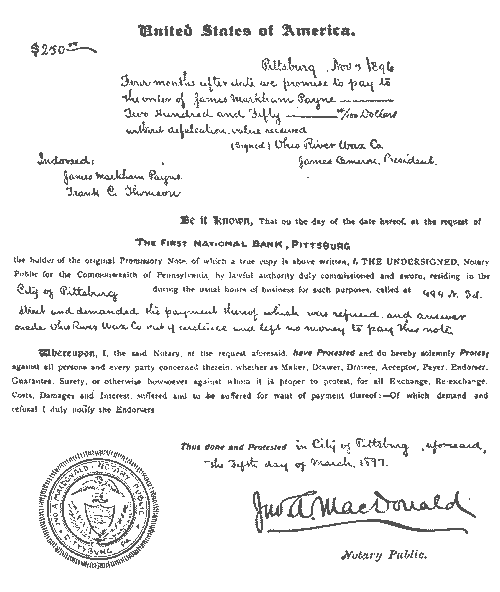 United States of America.
$250 00
Pittsburg, Nov 5 1896
Four months after date we promise to pay to
the order of James Markham Payne
Two Hundred and Fifty 00/100 Dollars
without defalcation, value received
(Signed) Ohio River Wax Co.
Indorsed: James Cameron, President.
James Markham Payne
Frank C. Thomson
Be it known, That on the day of the date hereof, at the request of
THE FIRST NATIONAL BANK, PITTSBURG
the holder of the original Promissory Note, of which a true copy is above written, I, THE UNDERSIGNED, Notary
Public for the Commonwealth of Pennsylvania, by lawful authority duly commissioned and sworn, residing in the
City of Pittsburg during the usual hours of business for such purposes, called at 494 N. 3d.
street and demanded the payment thereof which was refused, and answer
made Ohio River Wax Co out of existence and left no money to pay this note
Whereupon, I, the said Notary, at the request aforesaid, have Protested and do hereby solemnly Protest
against all persons and every party concerned therein, whether as Maker, Drawer, Drawee, Acceptor, Payer, Endorser,
Guarantee, Surety, or otherwise howsoever against whom it is proper to protest, for all Exchange, Re-exchange,
Costs, Damages and Interest, suffered and to be suffered for want of payment thereof:—Of which demand and
refusal I duly notify the Endorsers
Thus done and Protested in City of Pittsburg, aforesaid,
the Fifth day of March, 1897.
JNO. A. MACDONALD · NOTARY PUBLIC ·
PITTSBURG, PA.
Jno. A. MacDonald
Notary Public.